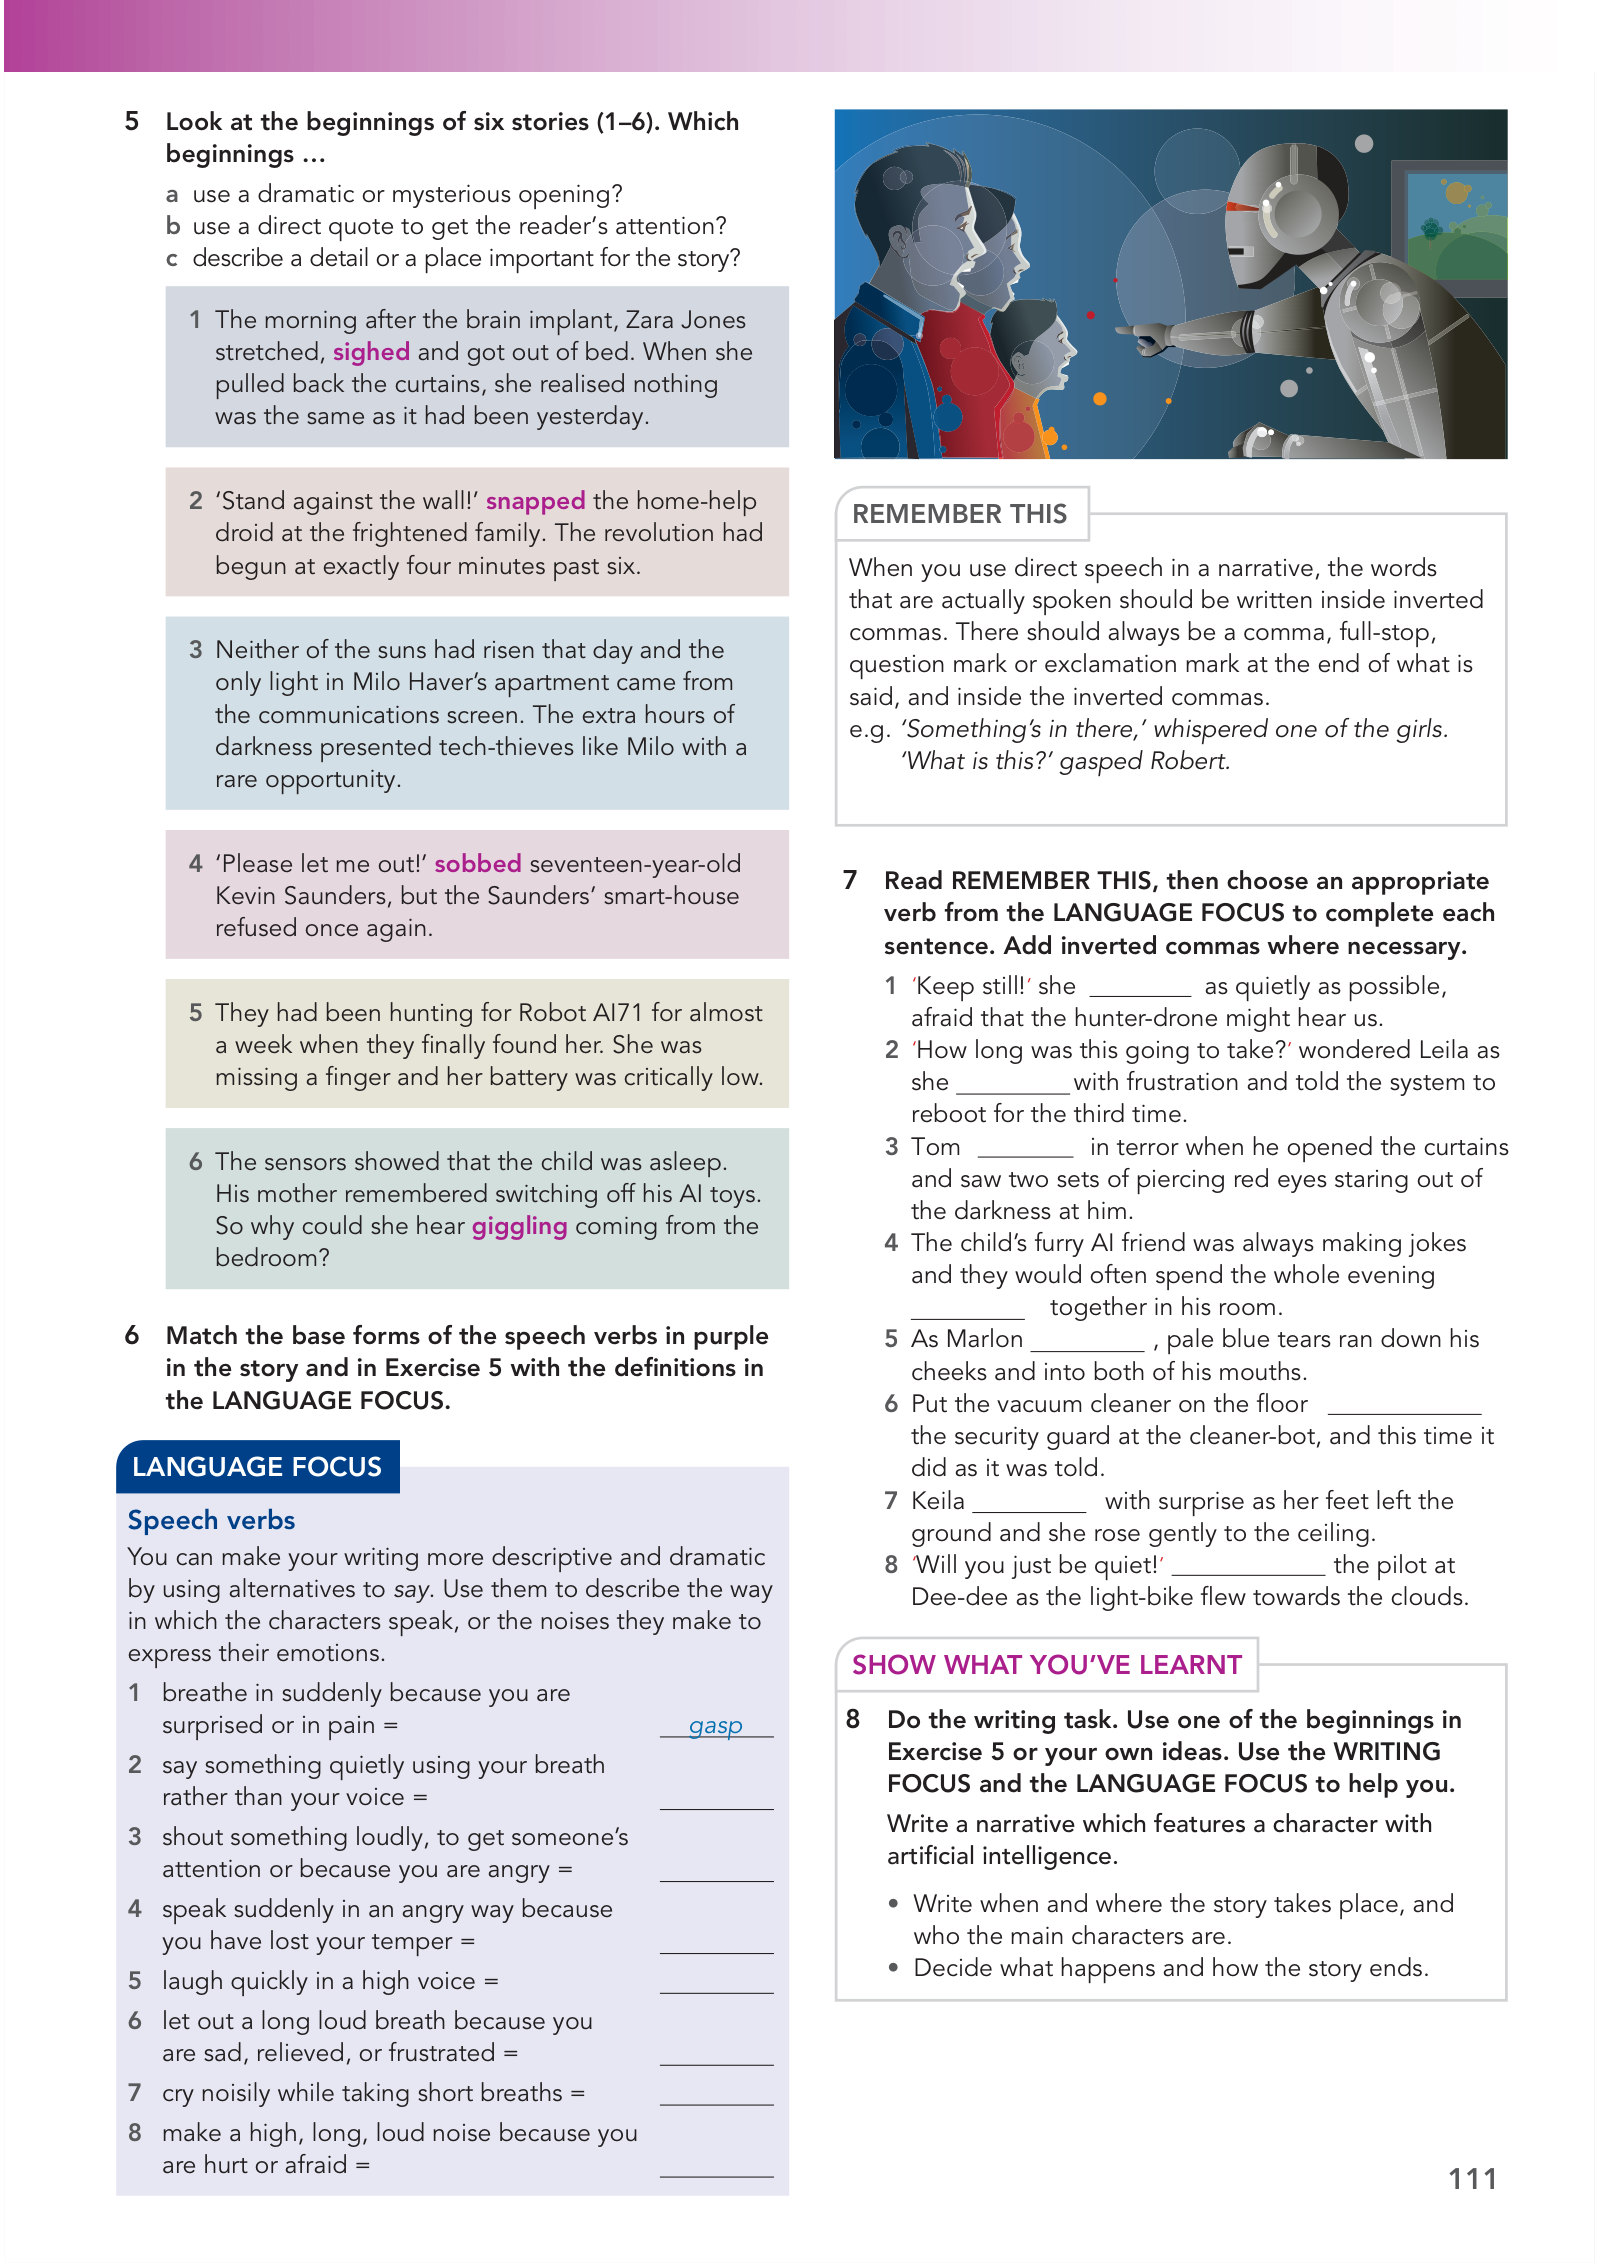 5 Look at the beginnings of six stories (1–6). Which
beginnings …
a use a dramatic or mysterious opening?
b use a direct quote to get the reader's attention?
c describe a detail or a place important for the story?
1 The morning after the brain implant, Zara Jones
stretched, sighed and got out of bed. When she
pulled back the curtains, she realised nothing
was the same as it had been yesterday.
2 ‘Stand against the wall!’ snapped the home-help
droid at the frightened family. The revolution had
begun at exactly four minutes past six.
3 Neither of the suns had risen that day and the
only light in Milo Haver’s apartment came from
the communications screen. The extra hours of
darkness presented tech-thieves like Milo with a
rare opportunity.
4 ‘Please let me out!’ sobbed seventeen-year-old
Kevin Saunders, but the Saunders’ smart-house
refused once again.
5 They had been hunting for Robot AI71 for almost
a week when they finally found her. She was
missing a finger and her battery was critically low.
6 The sensors showed that the child was asleep.
His mother remembered switching off his AI toys.
So why could she hear giggling coming from the
bedroom?
6 Match the base forms of the speech verbs in purple
in the story and in Exercise 5 with the definitions in
the LANGUAGE FOCUS.
LANGUAGE FOCUS
Speech verbs
You can make your writing more descriptive and dramatic
by using alternatives to say. Use them to describe the way
in which the characters speak, or the noises they make to
express their emotions.
1 breathe in suddenly because you are
surprised or in pain = gasp
2 say something quietly using your breath
rather than your voice = ________
3 shout something loudly, to get someone’s
attention or because you are angry = ________
4 speak suddenly in an angry way because
you have lost your temper = ________
5 laugh quickly in a high voice = ________
6 let out a long loud breath because you
are sad, relieved, or frustrated = ________
7 cry noisily while taking short breaths = ________
8 make a high, long, loud noise because you
are hurt or afraid = ________
REMEMBER THIS
When you use direct speech in a narrative, the words
that are actually spoken should be written inside inverted
commas. There should always be a comma, full-stop,
question mark or exclamation mark at the end of what is
said, and inside the inverted commas.
e.g. ‘Something’s in there,’ whispered one of the girls.
‘What is this?’ gasped Robert.
7 Read REMEMBER THIS, then choose an appropriate
verb from the LANGUAGE FOCUS to complete each
sentence. Add inverted commas where necessary.
1 ‘Keep still!’ she ________ as quietly as possible,
afraid that the hunter-drone might hear us.
2 ‘How long was this going to take?’ wondered Leila as
she ________ with frustration and told the system to
reboot for the third time.
3 Tom ________ in terror when he opened the curtains
and saw two sets of piercing red eyes staring out of
the darkness at him.
4 The child’s furry AI friend was always making jokes
and they would often spend the whole evening
________ together in his room.
5 As Marlon ________ , pale blue tears ran down his
cheeks and into both of his mouths.
6 Put the vacuum cleaner on the floor ________
the security guard at the cleaner-bot, and this time it
did as it was told.
7 Keila ________ with surprise as her feet left the
ground and she rose gently to the ceiling.
8 ‘Will you just be quiet!’ ________ the pilot at
Dee-dee as the light-bike flew towards the clouds.
SHOW WHAT YOU’VE LEARNT
8 Do the writing task. Use one of the beginnings in
Exercise 5 or your own ideas. Use the WRITING
FOCUS and the LANGUAGE FOCUS to help you.
Write a narrative which features a character with
artificial intelligence.
• Write when and where the story takes place, and
who the main characters are.
• Decide what happens and how the story ends.
111